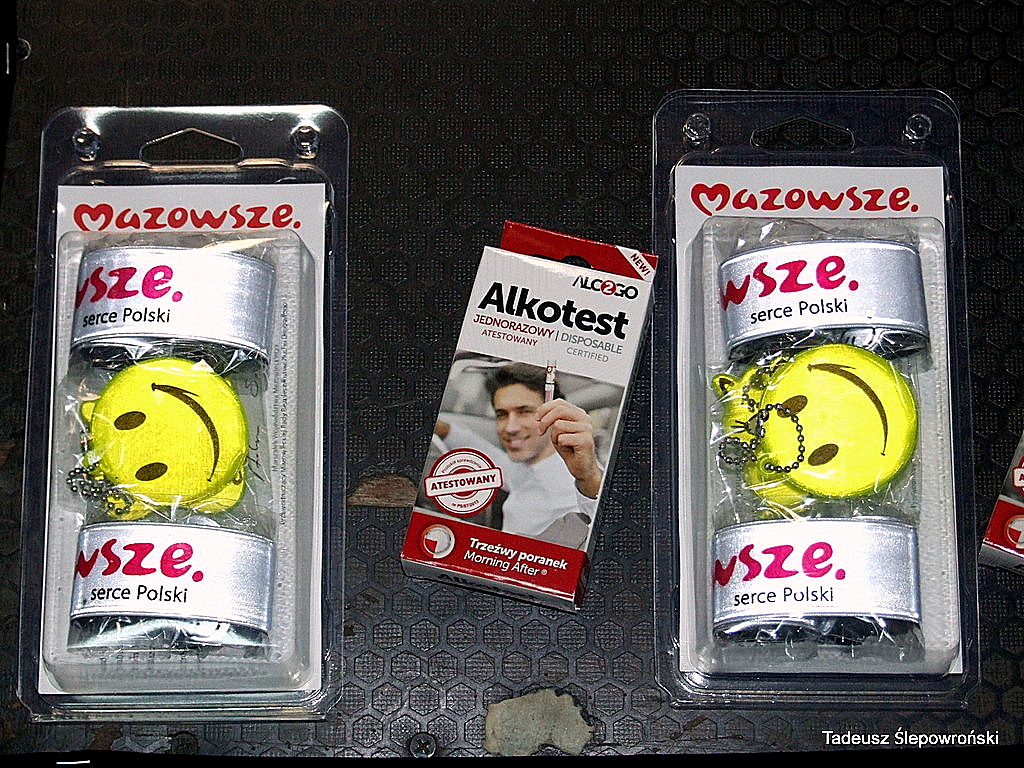 Mazowsze.
wsze.
serce Polski
wsze.
serce Polski
NEW!
ALC2GO
Alkotest
JEDNORAZOWY | DISPOSABLE
ATESTOWANY CERTIFIED
ATESTOWANY
Trzeźwy poranek
Morning After®
Mazowsze.
wsze.
serce Polski
wsze.
serce Polski
Tadeusz Ślepowroński